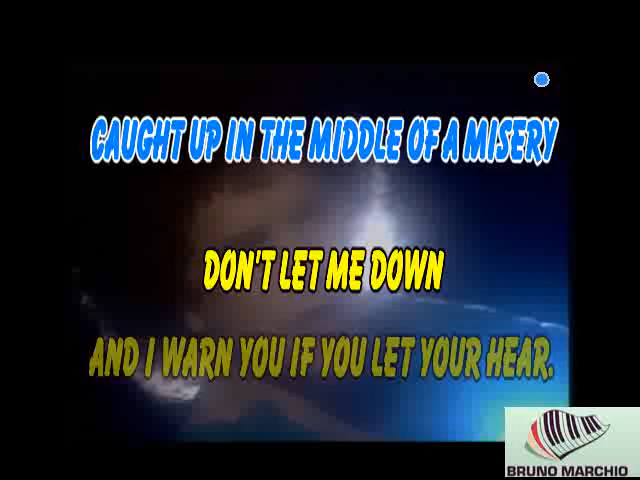 CAUGHT UP IN THE MIDDLE OF A MISERY
DON'T LET ME DOWN
AND I WARN YOU IF YOU LET YOUR HEAR.
BRUNO MARCHIO